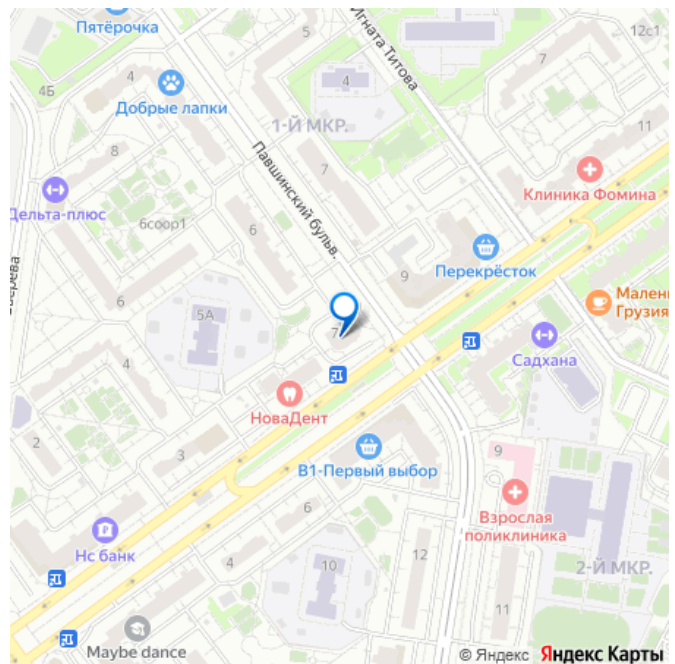 Пятёрочка
5
Игната Титова
12с1
7
4
4Б
4
Добрые лапки
1-Й МКР.
11
8
7
Клиника Фомина
Павшинский бульв.
Дельта-плюс
6соор1
6
Перекрёсток
9
6
5А
Мален
Грузия
7
Садхана
4
НоваДент
2
3
В1-Первый выбор
9
6
Взрослая
поликлиника
Нс банк
4
10
12
2-Й МКР.
11
Maybe dance
© Яндекс Яндекс Карты